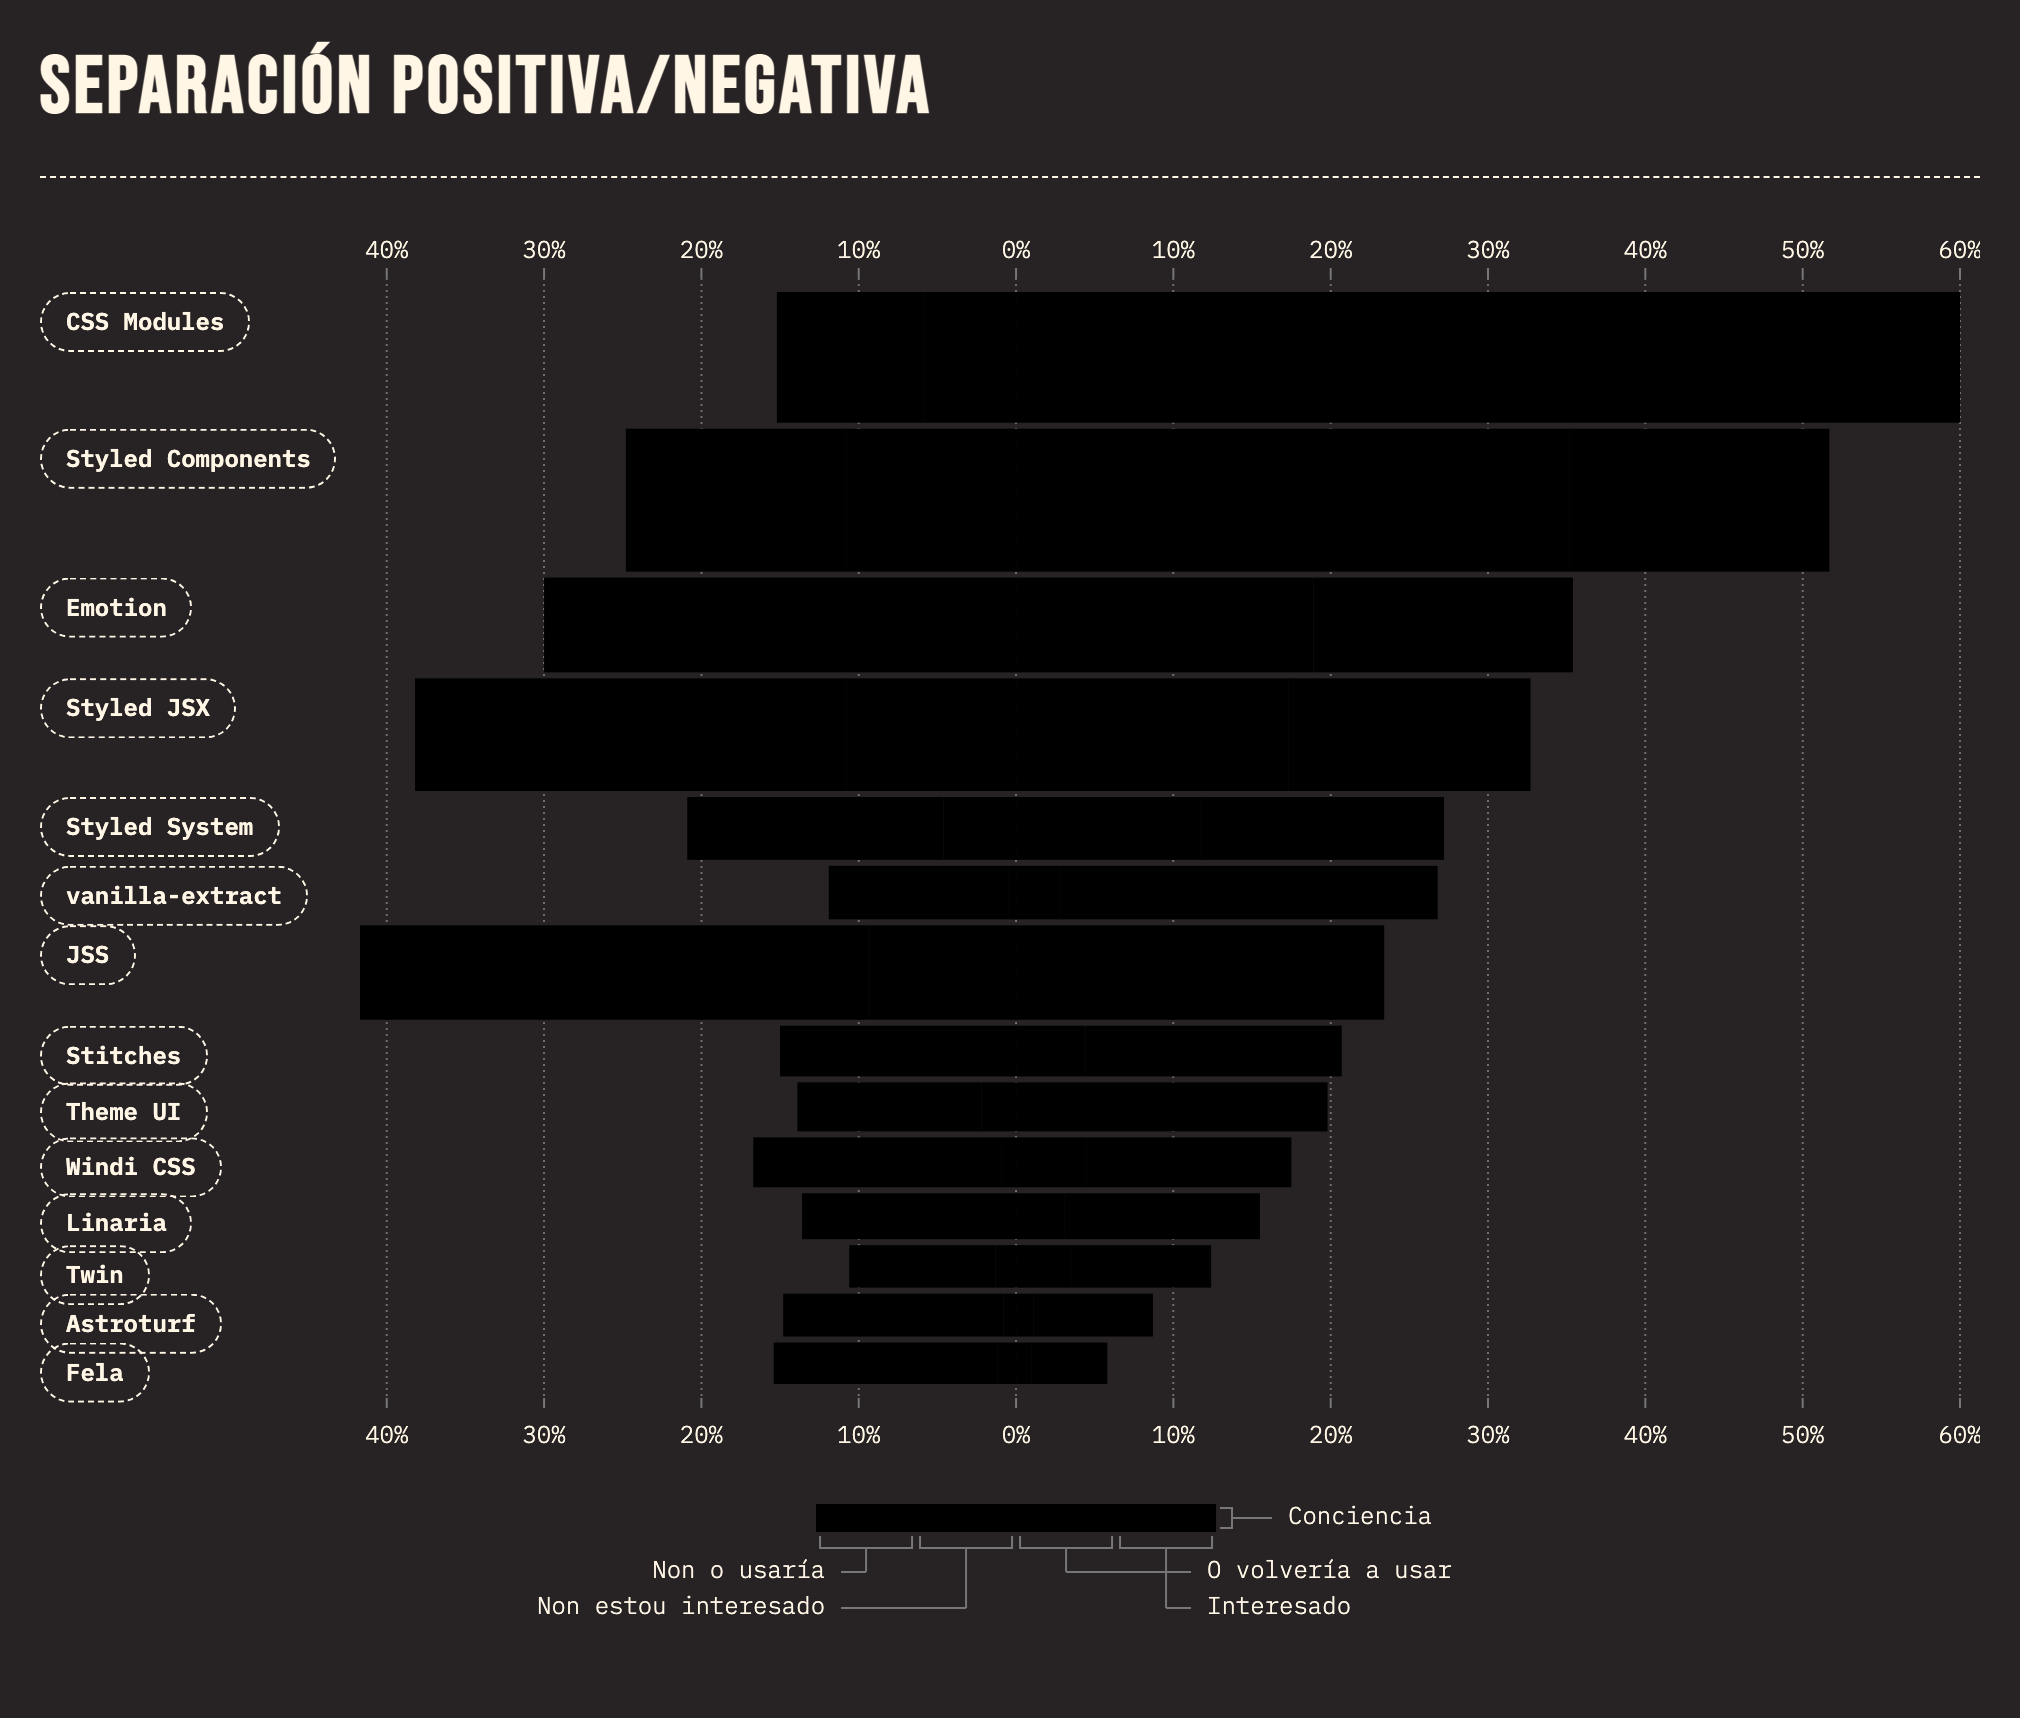 SEPARACIÓN POSITIVA/NEGATIVA
40% 30% 20% 10% 0% 10% 20% 30% 40% 50% 60%
CSS Modules
Styled Components
Emotion
Styled JSX
Styled System
vanilla-extract
JSS
Stitches
Theme UI
Windi CSS
Linaria
Twin
Astroturf
Fela
40% 30% 20% 10% 0% 10% 20% 30% 40% 50% 60%
Conciencia
Non o usaría O volvería a usar
Non estou interesado Interesado